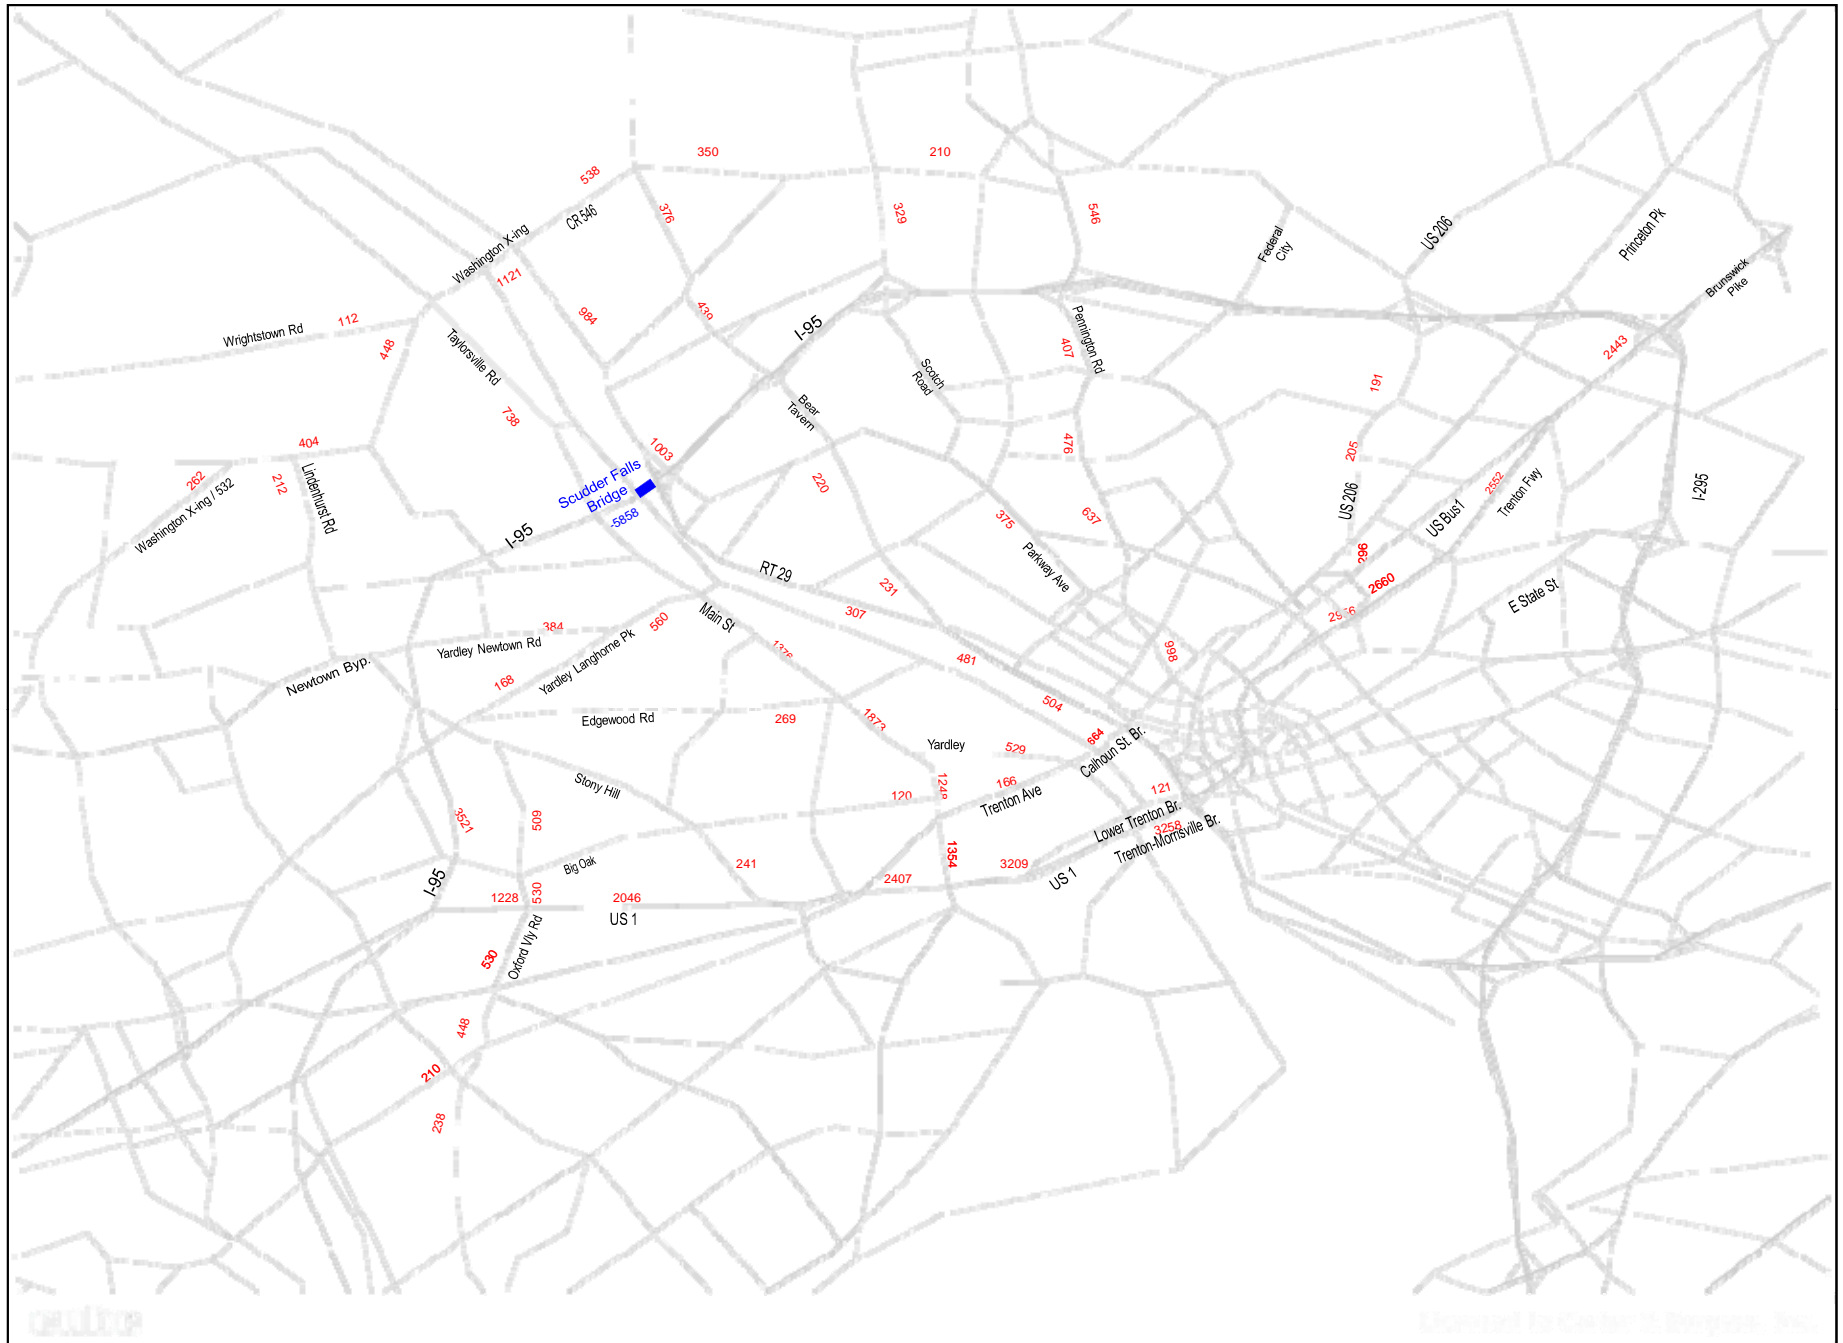 350
210
538
376
CR 546
329
546
Federal
City
US 206
Princeton Pk
Washington X-ing
1121
Brunswick
Pike
984
439
I-95
Wrightstown Rd
112
448
Taylorsville Rd
Pennington Rd
407
2443
Scotch
Road
191
738
Bear
Tavern
404
262
212
Lindenhurst Rd
Washington X-ing / 532
1003
Scudder Falls
Bridge
-5858
I-95
220
476
205
375
637
US 206
US Bus1
2552
Trenton Fwy
I-295
RT 29
Parkway Ave
296
2660
231
E State St
307
Main St
384
560
Yardley Newtown Rd
Yardley Langhorne Pk
Newtown Byp.
168
1376
481
998
504
Edgewood Rd
269
1873
Yardley
529
664
Calhoun St. Br.
Stony Hill
120
1248
166
Trenton Ave
121
Lower Trenton Br.
3258
Trenton-Morrisville Br.
3521
509
Big Oak
241
1354
3209
2407
US 1
I-95
1228
530
2046
US 1
530
Oxford Vly Rd
448
210
238